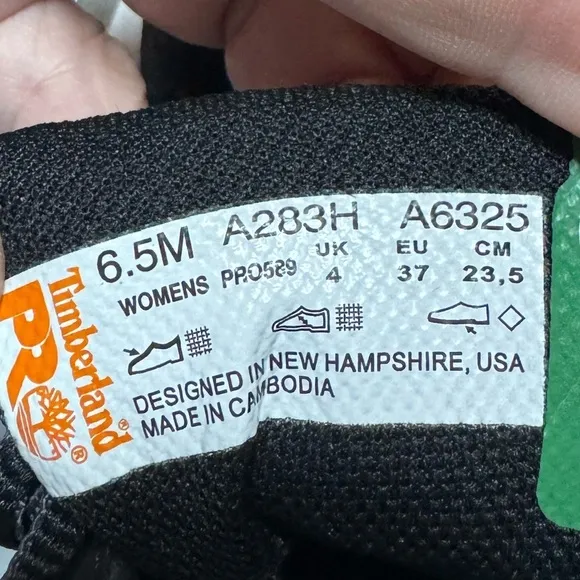 6.5M A283H A6325
WOMENS PRO589 UK EU CM
4 37 23,5
Timberland®
PRO®
DESIGNED IN NEW HAMPSHIRE, USA
MADE IN CAMBODIA